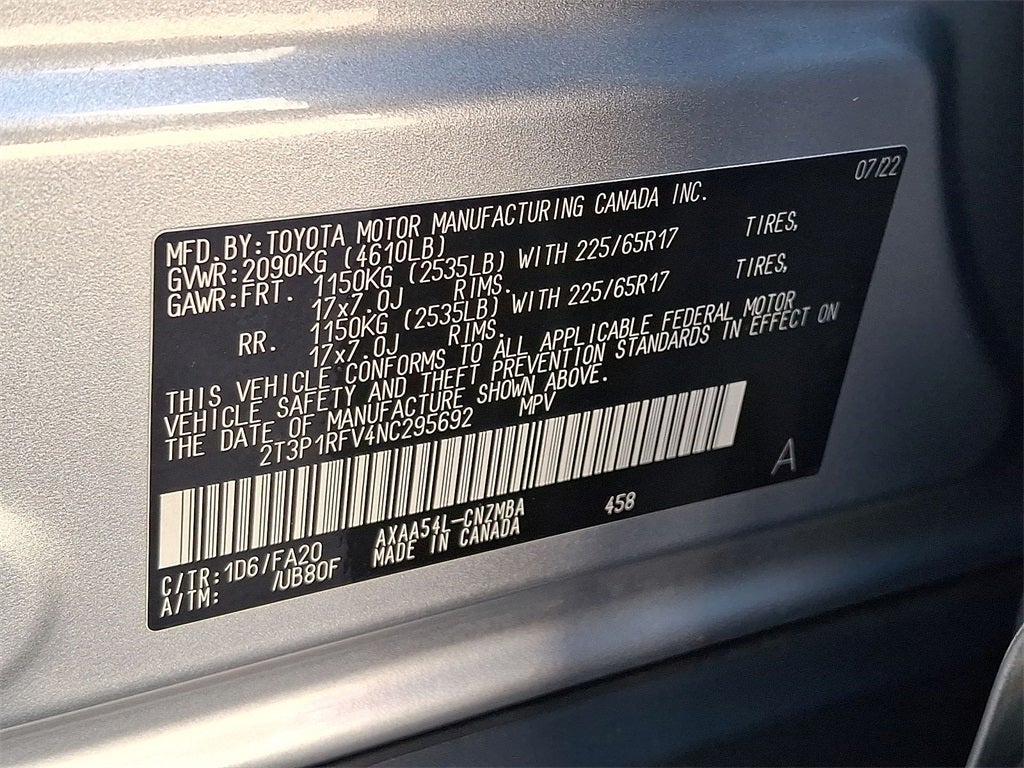 07/22
MFD.BY:TOYOTA MOTOR MANUFACTURING CANADA INC.
GVWR:2090KG (4610LB)
GAWR:FRT. 1150KG (2535LB) WITH 225/65R17 TIRES,
17x7.0J RIMS.
RR. 1150KG (2535LB) WITH 225/65R17 TIRES,
17x7.0J RIMS.
THIS VEHICLE CONFORMS TO ALL APPLICABLE FEDERAL MOTOR
VEHICLE SAFETY AND THEFT PREVENTION STANDARDS IN EFFECT ON
THE DATE OF MANUFACTURE SHOWN ABOVE.
2T3P1RFV4NC295692 MPV
A
C/TR:1D6/FA20 AXAA54L-CNZMBA 458
A/TM: /UB80F MADE IN CANADA